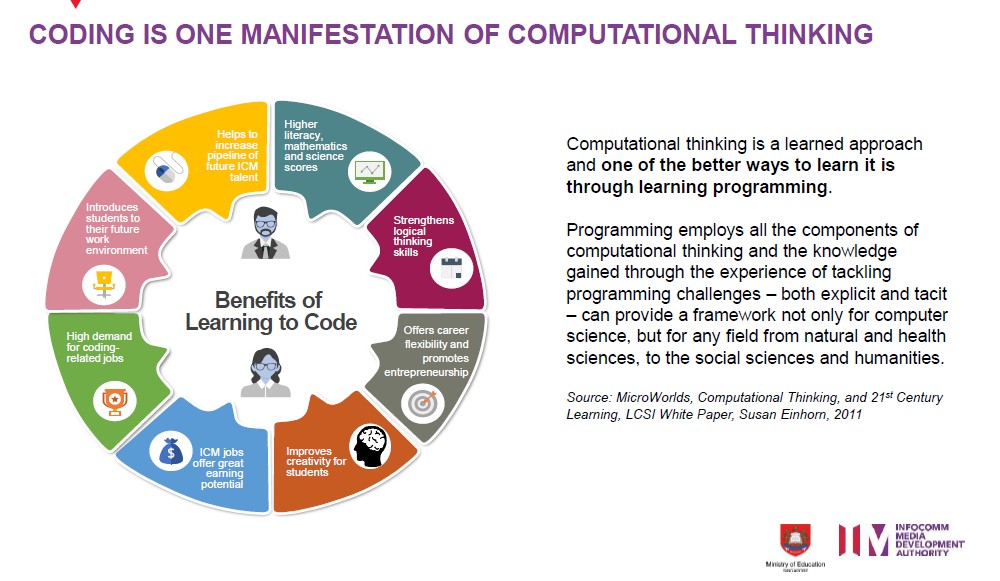 CODING IS ONE MANIFESTATION OF COMPUTATIONAL THINKING
Helps to
increase
pipeline of
future ICM
talent
Higher
literacy,
mathematics
and science
scores
Strengthens
logical
thinking
skills
Offers career
flexibility and
promotes
entrepreneurship
Improves
creativity for
students
ICM jobs
offer great
earning
potential
$
High demand
for coding-
related jobs
Introduces
students to
their future
work
environment
Benefits of
Learning to Code
Computational thinking is a learned approach
and one of the better ways to learn it is
through learning programming.
Programming employs all the components of
computational thinking and the knowledge
gained through the experience of tackling
programming challenges – both explicit and tacit
– can provide a framework not only for computer
science, but for any field from natural and health
sciences, to the social sciences and humanities.
Source: MicroWorlds, Computational Thinking, and 21st Century
Learning, LCSI White Paper, Susan Einhorn, 2011
Ministry of Education
SINGAPORE
INFOCOMM
MEDIA
DEVELOPMENT
AUTHORITY